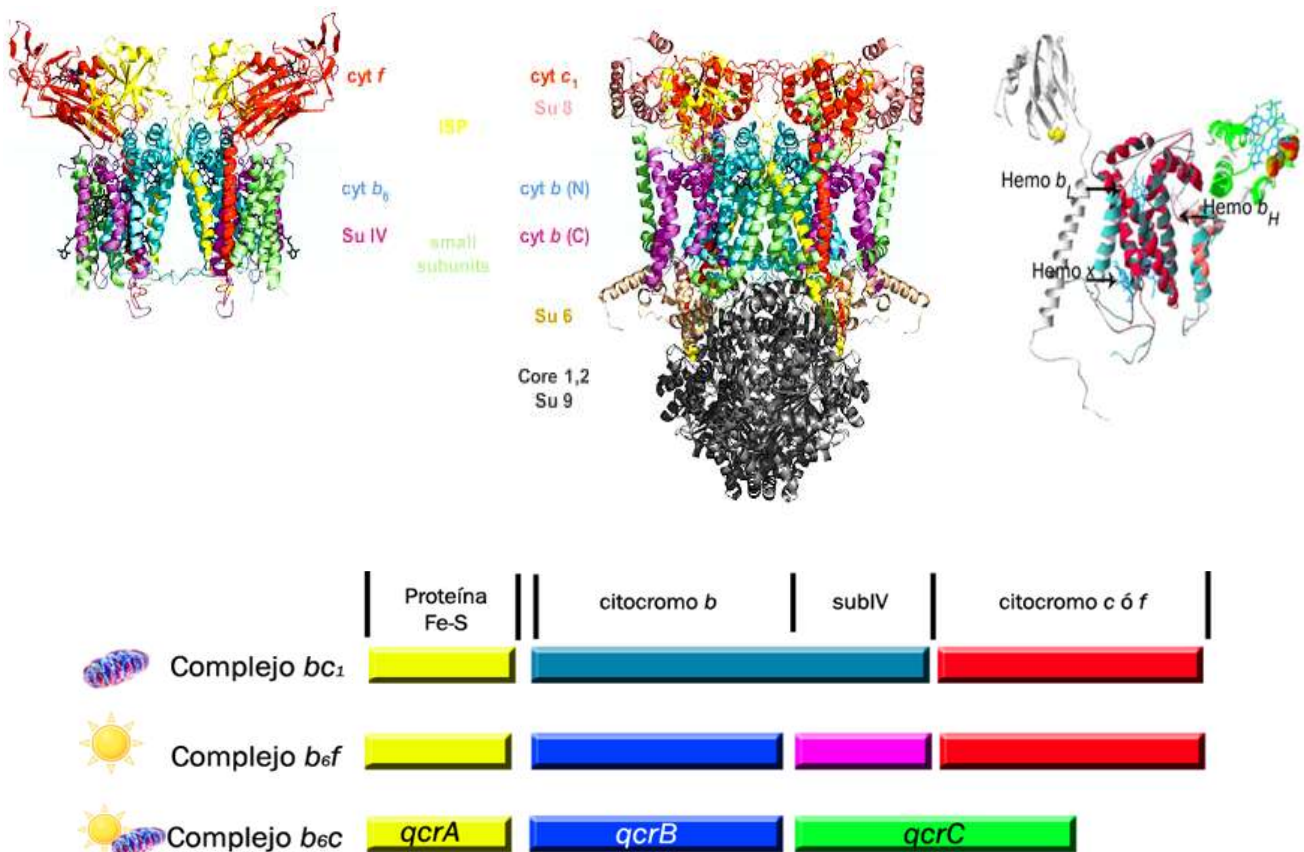 cyt f
ISP
cyt b6
Su IV
small
subunits
cyt c1
Su 8
cyt b (N)
cyt b (C)
Su 6
Core 1,2
Su 9
Hemo bL
Hemo bH
Hemo x
Proteína
Fe-S
citocromo b
subIV
citocromo c ó f
Complejo bc1
Complejo b6f
Complejo b6c
qcrA
qcrB
qcrC